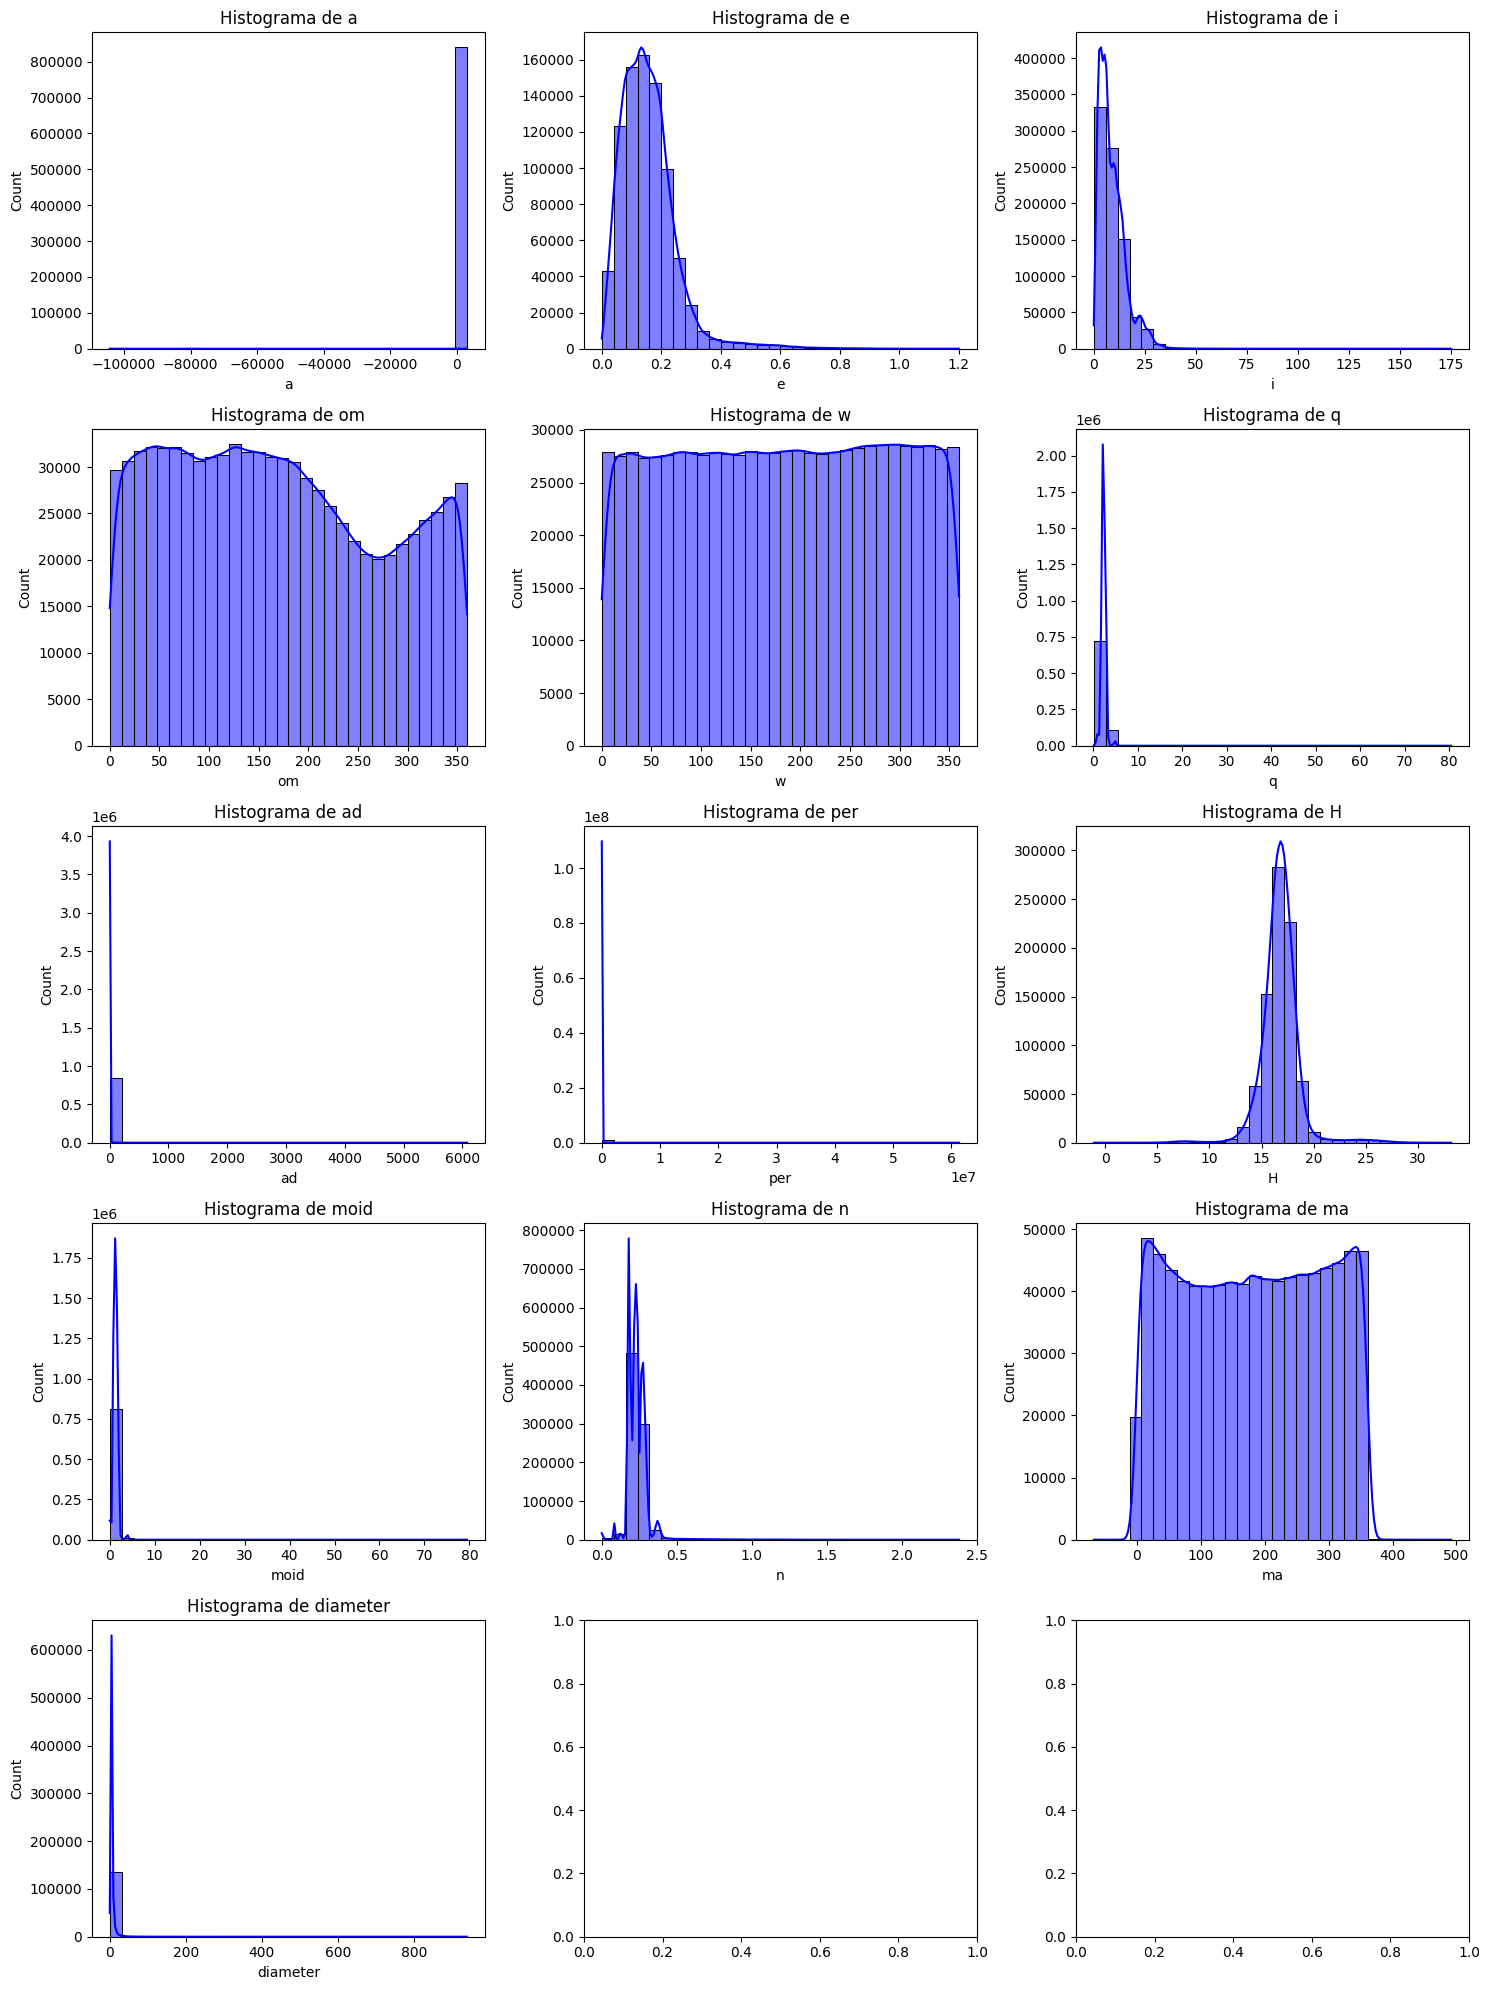 Histograma de a
Count
800000
700000
600000
500000
400000
300000
200000
100000
0
−100000 −80000 −60000 −40000 −20000 0
a
Histograma de e
Count
160000
140000
120000
100000
80000
60000
40000
20000
0
0.0 0.2 0.4 0.6 0.8 1.0 1.2
e
Histograma de i
Count
400000
350000
300000
250000
200000
150000
100000
50000
0
0 25 50 75 100 125 150 175
i
Histograma de om
Count
30000
25000
20000
15000
10000
5000
0
0 50 100 150 200 250 300 350
om
Histograma de w
Count
30000
25000
20000
15000
10000
5000
0
0 50 100 150 200 250 300 350
w
Histograma de q
1e6
Count
2.00
1.75
1.50
1.25
1.00
0.75
0.50
0.25
0.00
0 10 20 30 40 50 60 70 80
q
Histograma de ad
1e6
Count
4.0
3.5
3.0
2.5
2.0
1.5
1.0
0.5
0.0
0 1000 2000 3000 4000 5000 6000
ad
Histograma de per
1e8
Count
1.0
0.8
0.6
0.4
0.2
0.0
0 1 2 3 4 5 6
1e7
per
Histograma de H
Count
300000
250000
200000
150000
100000
50000
0
0 5 10 15 20 25 30
H
Histograma de moid
1e6
Count
1.75
1.50
1.25
1.00
0.75
0.50
0.25
0.00
0 10 20 30 40 50 60 70 80
moid
Histograma de n
Count
800000
700000
600000
500000
400000
300000
200000
100000
0
0.0 0.5 1.0 1.5 2.0 2.5
n
Histograma de ma
Count
50000
40000
30000
20000
10000
0
0 100 200 300 400 500
ma
Histograma de diameter
Count
600000
500000
400000
300000
200000
100000
0
0 200 400 600 800
diameter
1.0
0.8
0.6
0.4
0.2
0.0
0.0 0.2 0.4 0.6 0.8 1.0
1.0
0.8
0.6
0.4
0.2
0.0
0.0 0.2 0.4 0.6 0.8 1.0